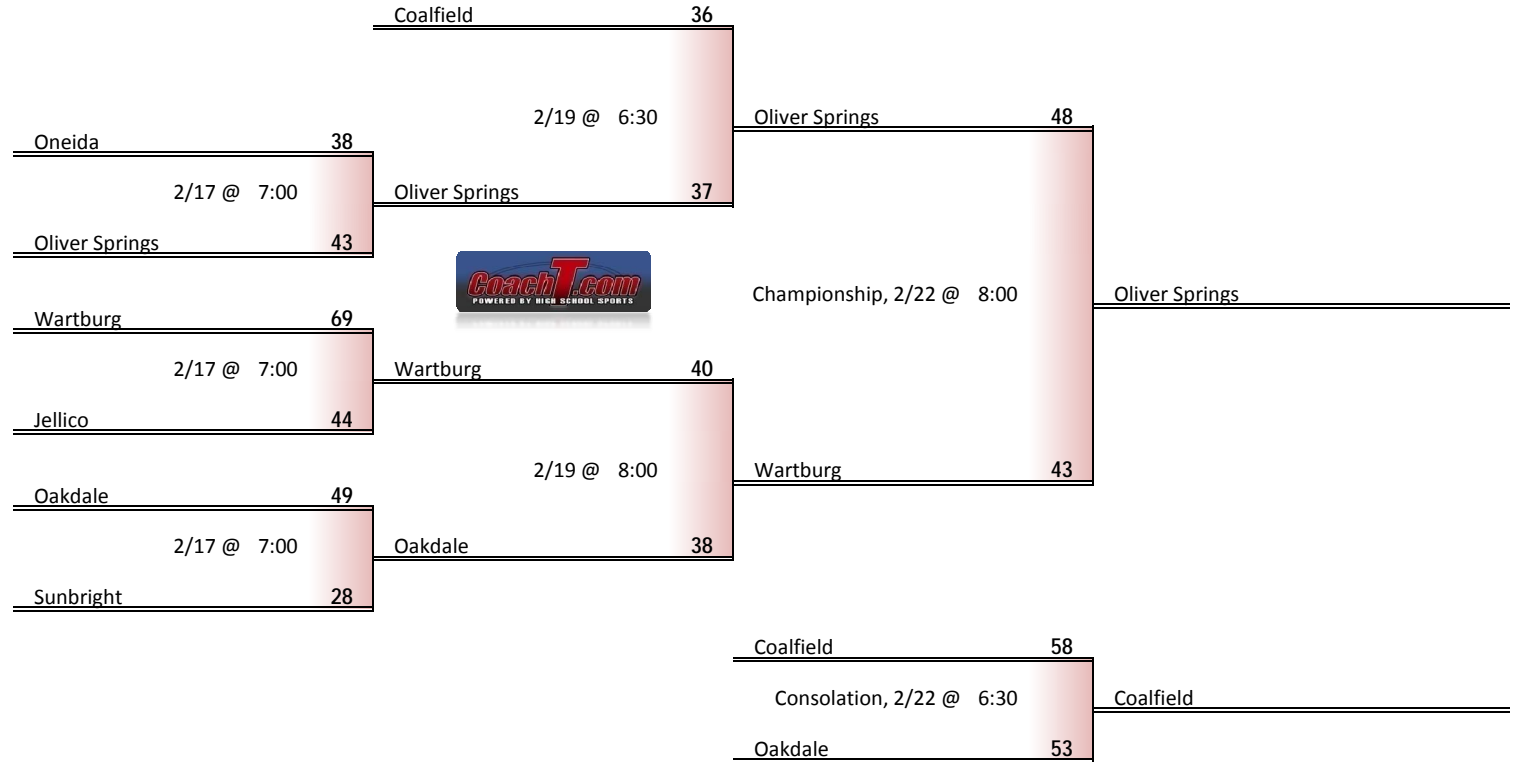 Coalfield 36
2/19 @ 6:30
Oliver Springs 48
Oneida 38
2/17 @ 7:00
Oliver Springs 37
Oliver Springs 43
CoachT.com
POWERED BY HIGH SCHOOL SPORTS
Championship, 2/22 @ 8:00
Oliver Springs
Wartburg 69
2/17 @ 7:00
Wartburg 40
Jellico 44
2/19 @ 8:00
Wartburg 43
Oakdale 49
2/17 @ 7:00
Oakdale 38
Sunbright 28
Coalfield 58
Consolation, 2/22 @ 6:30
Coalfield
Oakdale 53